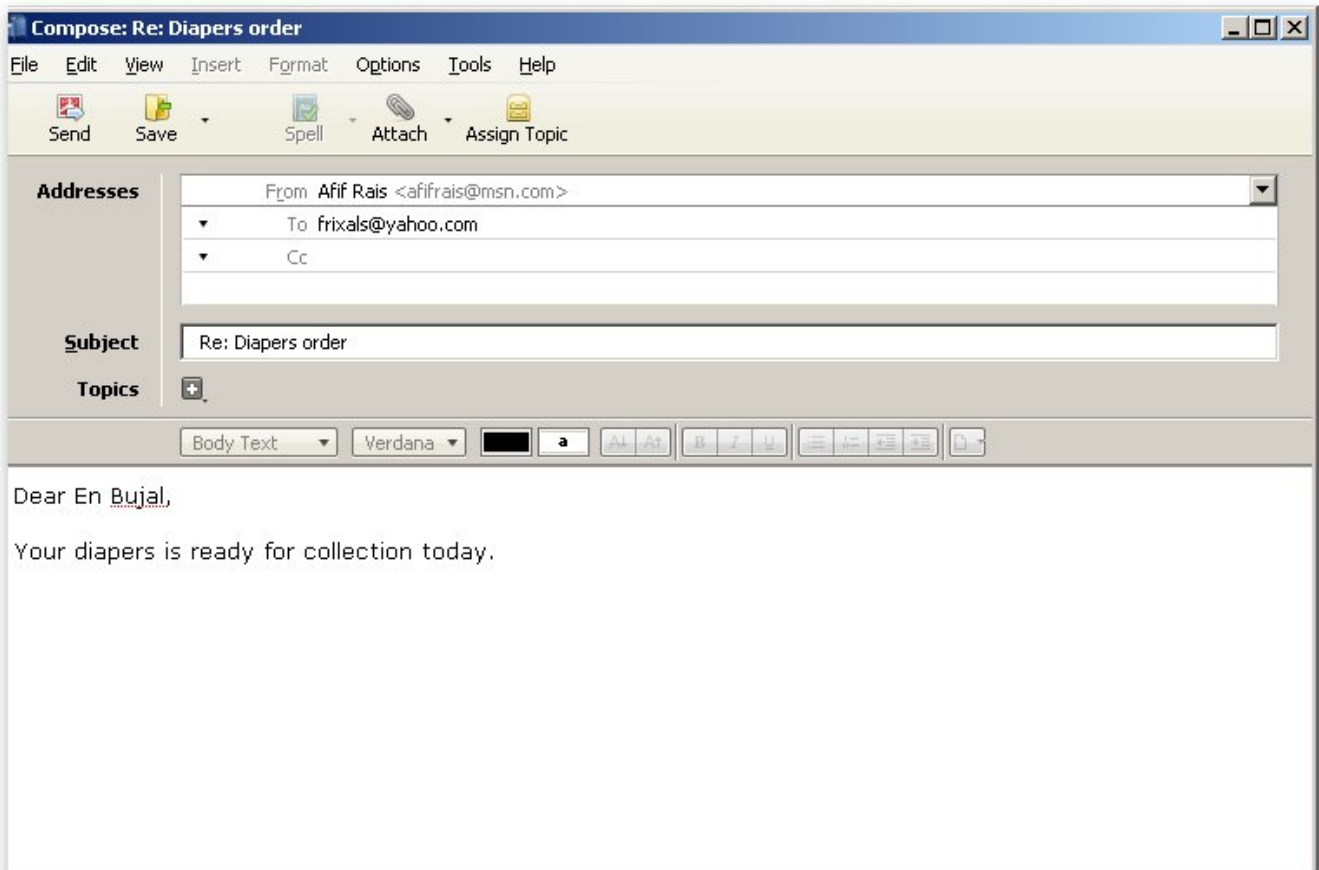 Compose: Re: Diapers order
File Edit View Insert Format Options Tools Help
Send Save Spell Attach Assign Topic
Addresses From Afif Rais <afifrais@msn.com>
To frixals@yahoo.com
Cc
Subject Re: Diapers order
Topics
Body Text Verdana a A A B I U
Dear En Bujal,
Your diapers is ready for collection today.